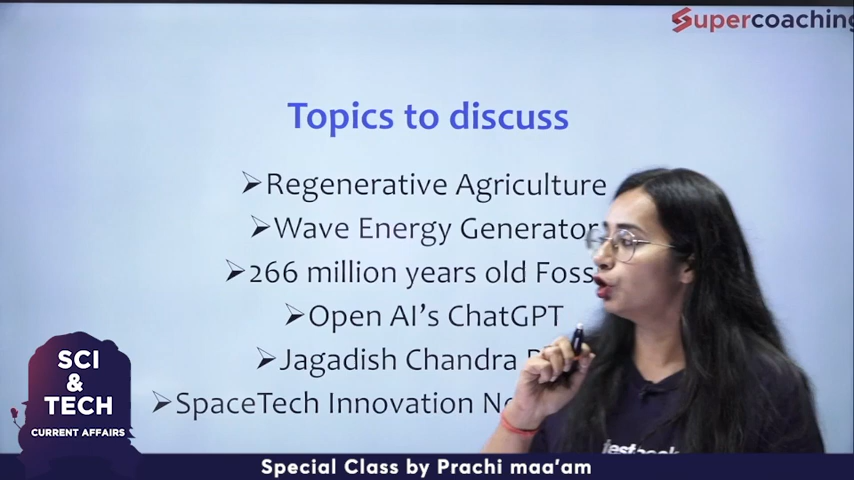 Supercoaching
Topics to discuss
➢Regenerative Agriculture
➢Wave Energy Generator
➢266 million years old
➢Open AI's ChatGPT
➢Jagadish Chandra
➢SpaceTech Innovation
SCI
&
TECH
CURRENT AFFAIRS
Special Class by Prachi maa'am